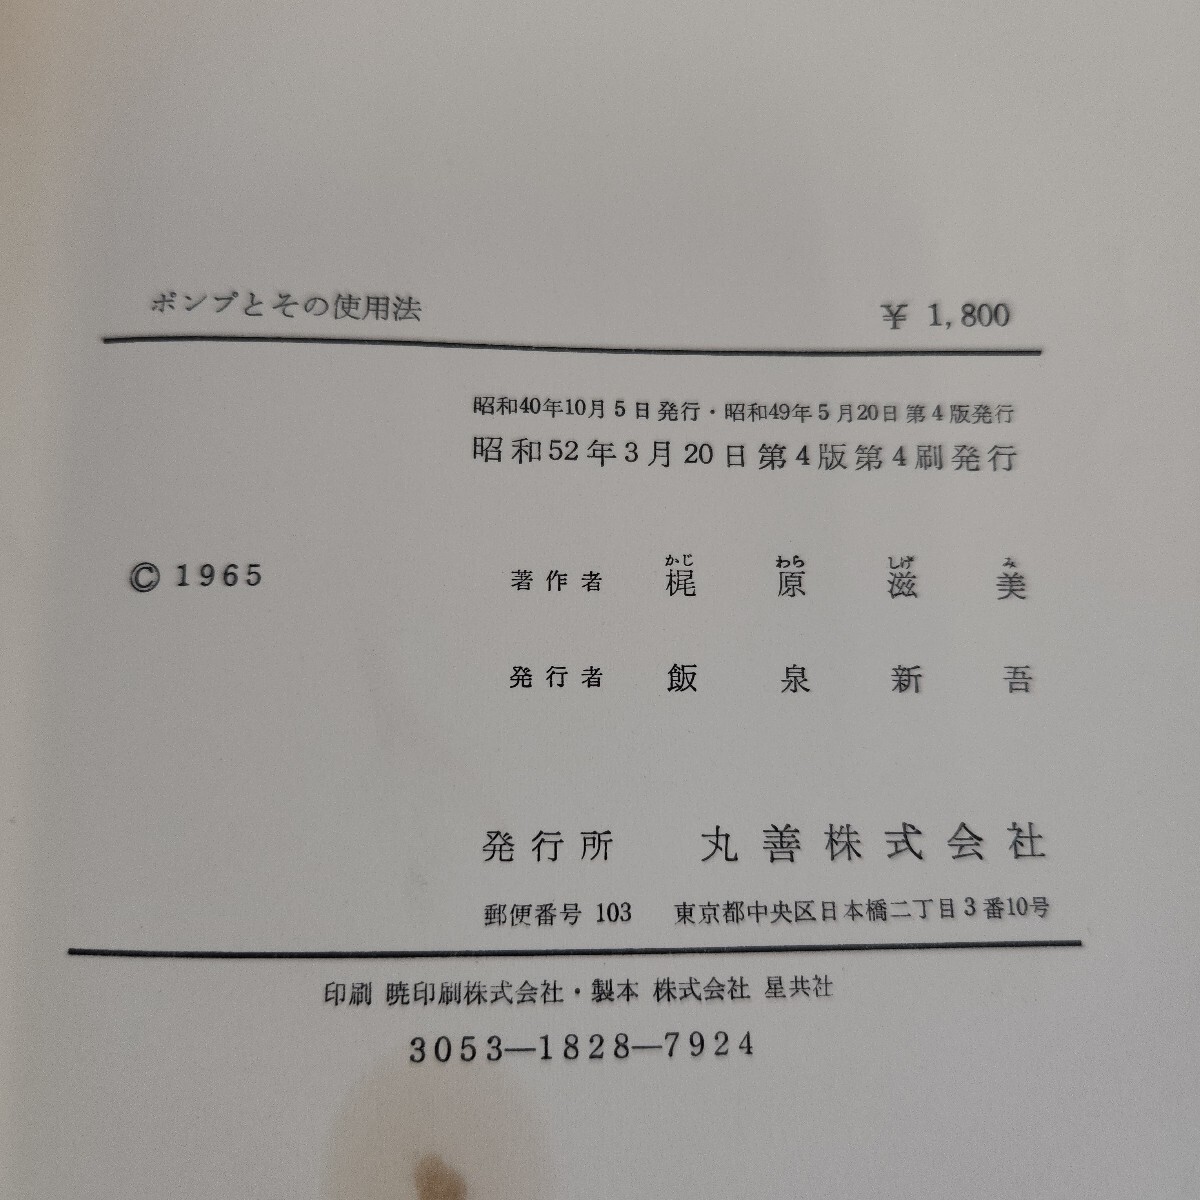 ポンプとその使用法 ¥ 1,800
昭和40年10月5日発行・昭和49年5月20日 第4版発行
昭和52年3月20日第4版第4刷発行
© 1965
かじ わら しげ み
著作者 梶原滋美
発行者 飯泉新吾
発行所 丸善株式会社
郵便番号 103 東京都中央区日本橋二丁目3番10号
印刷 暁印刷株式会社・製本 株式会社 星共社
3053—1828—7924